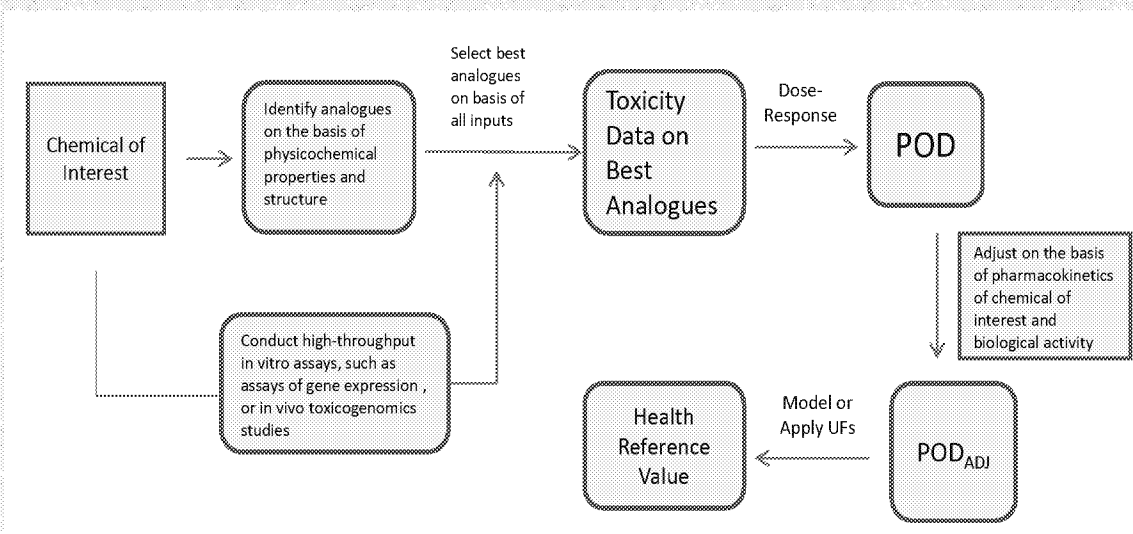 Chemical of
Interest
Identify analogues
on the basis of
physicochemical
properties and
structure
Select best
analogues
on basis of
all inputs
Toxicity
Data on
Best
Analogues
Dose-
Response
POD
Adjust on the basis
of pharmacokinetics
of chemical of
interest and
biological activity
Conduct high-throughput
in vitro assays, such as
assays of gene expression ,
or in vivo toxicogenomics
studies
Health
Reference
Value
Model or
Apply UFs
POD_ADJ